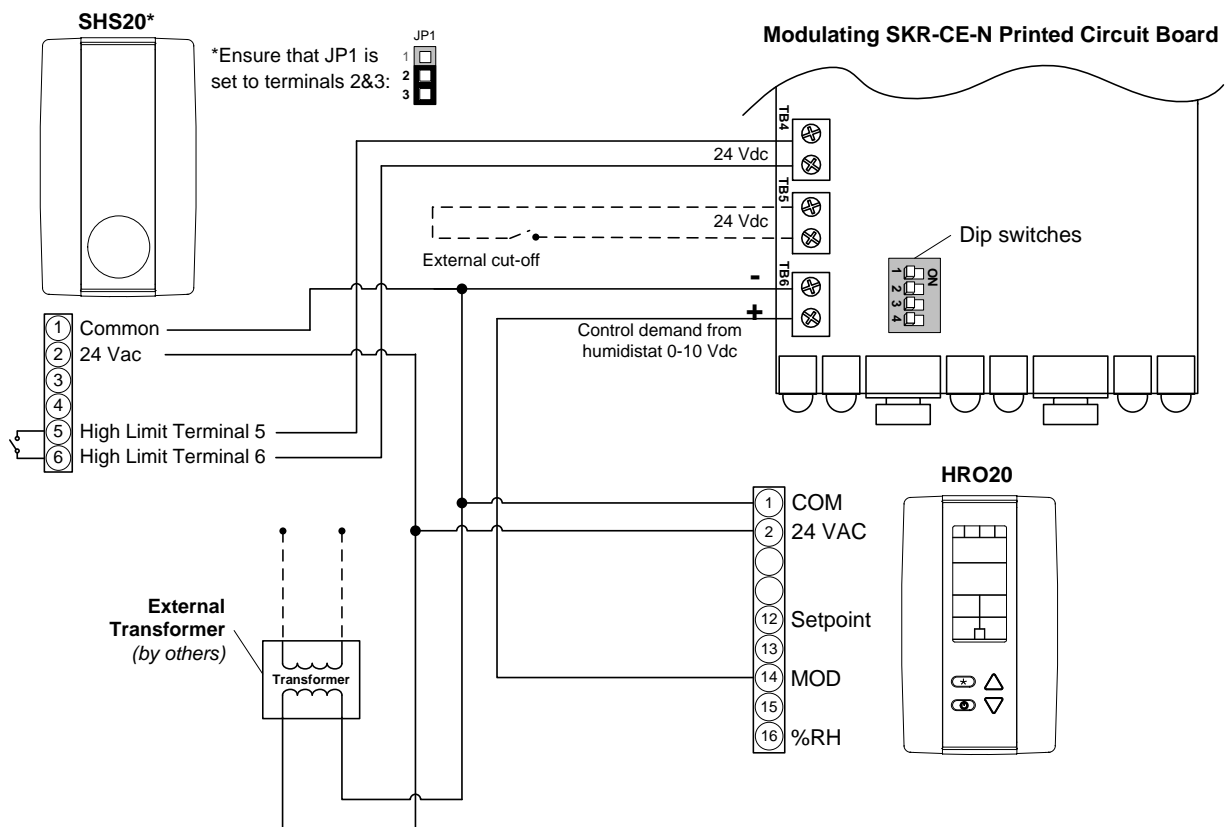 SHS20*
*Ensure that JP1 is
set to terminals 2&3:
JP1
1
2
3
Modulating SKR-CE-N Printed Circuit Board
TB4
24 Vdc
TB5
24 Vdc
External cut-off
TB6
-
+
Control demand from
humidistat 0-10 Vdc
Dip switches
ON
1
2
3
4
1 Common
2 24 Vac
3
4
5 High Limit Terminal 5
6 High Limit Terminal 6
External
Transformer
(by others)
Transformer
1 COM
2 24 VAC
12 Setpoint
13
14 MOD
15
16 %RH
HRO20